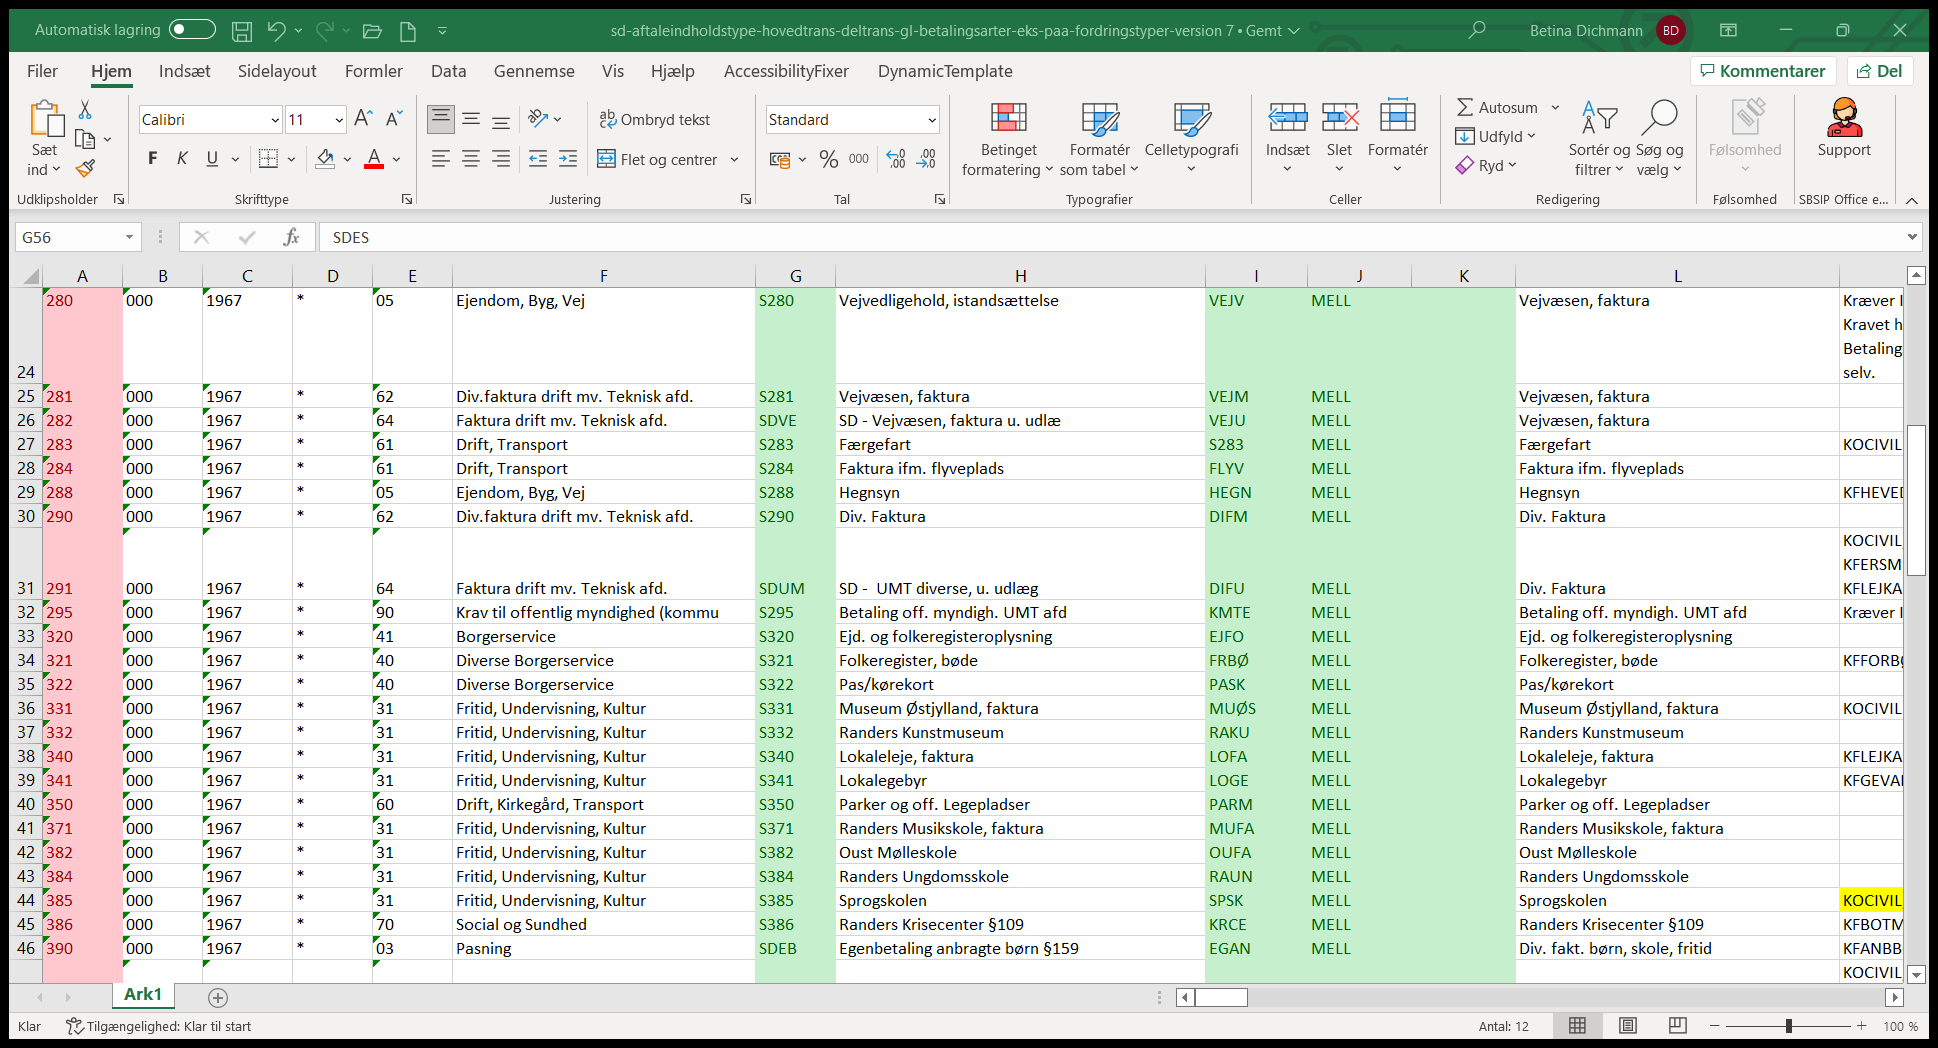 Automatisk lagring
sd-aftaleindholdstype-hovedtrans-deltrans-gl-betalingsarter-eks-paa-fordringstyper-version 7 • Gemt
Betina Dichmann BD
Filer Hjem Indsæt Sidelayout Formler Data Gennemse Vis Hjælp AccessibilityFixer DynamicTemplate Kommentarer Del
Sæt ind
Udklipsholder
Calibri 11
F K U
Skrifttype
Ombryd tekst
Flet og centrer
Justering
Standard
% 000
Tal
Betinget formatering
Formatér som tabel
Celletypografi
Typografier
Indsæt Slet Formatér
Celler
Autosum
Udfyld
Ryd
Sortér og filtrer
Søg og vælg
Redigering
Følsomhed
Følsomhed
Support
SBSIP Office e...
G56 fx SDES
A B C D E F G H I J K L
24 280 000 1967 * 05 Ejendom, Byg, Vej S280 Vejvedligehold, istandsættelse VEJV MELL Vejvæsen, faktura Kræver
Kravet h
Betaling
selv.
25 281 000 1967 * 62 Div.faktura drift mv. Teknisk afd. S281 Vejvæsen, faktura VEJM MELL Vejvæsen, faktura
26 282 000 1967 * 64 Faktura drift mv. Teknisk afd. SDVE SD - Vejvæsen, faktura u. udlæ VEJU MELL Vejvæsen, faktura
27 283 000 1967 * 61 Drift, Transport S283 Færgefart S283 MELL Færgefart KOCIVIL
28 284 000 1967 * 61 Drift, Transport S284 Faktura ifm. flyveplads FLYV MELL Faktura ifm. flyveplads
29 288 000 1967 * 05 Ejendom, Byg, Vej S288 Hegnsyn HEGN MELL Hegnsyn KFHEVE
30 290 000 1967 * 62 Div.faktura drift mv. Teknisk afd. S290 Div. Faktura DIFM MELL Div. Faktura
KOCIVIL
KFERSM
31 291 000 1967 * 64 Faktura drift mv. Teknisk afd. SDUM SD -  UMT diverse, u. udlæg DIFU MELL Div. Faktura KFLEJKA
32 295 000 1967 * 90 Krav til offentlig myndighed (kommu S295 Betaling off. myndigh. UMT afd KMTE MELL Betaling off. myndigh. UMT afd Kræver
33 320 000 1967 * 41 Borgerservice S320 Ejd. og folkeregisteroplysning EJFO MELL Ejd. og folkeregisteroplysning
34 321 000 1967 * 40 Diverse Borgerservice S321 Folkeregister, bøde FRBØ MELL Folkeregister, bøde KFFORB
35 322 000 1967 * 40 Diverse Borgerservice S322 Pas/kørekort PASK MELL Pas/kørekort
36 331 000 1967 * 31 Fritid, Undervisning, Kultur S331 Museum Østjylland, faktura MUØS MELL Museum Østjylland, faktura KOCIVIL
37 332 000 1967 * 31 Fritid, Undervisning, Kultur S332 Randers Kunstmuseum RAKU MELL Randers Kunstmuseum
38 340 000 1967 * 31 Fritid, Undervisning, Kultur S340 Lokaleleje, faktura LOFA MELL Lokaleleje, faktura KFLEJKA
39 341 000 1967 * 31 Fritid, Undervisning, Kultur S341 Lokalegebyr LOGE MELL Lokalegebyr KFGEVA
40 350 000 1967 * 60 Drift, Kirkegård, Transport S350 Parker og off. Legepladser PARM MELL Parker og off. Legepladser
41 371 000 1967 * 31 Fritid, Undervisning, Kultur S371 Randers Musikskole, faktura MUFA MELL Randers Musikskole, faktura
42 382 000 1967 * 31 Fritid, Undervisning, Kultur S382 Oust Mølleskole OUFA MELL Oust Mølleskole
43 384 000 1967 * 31 Fritid, Undervisning, Kultur S384 Randers Ungdomsskole RAUN MELL Randers Ungdomsskole
44 385 000 1967 * 31 Fritid, Undervisning, Kultur S385 Sprogskolen SPSK MELL Sprogskolen KOCIVIL
45 386 000 1967 * 70 Social og Sundhed S386 Randers Krisecenter §109 KRCE MELL Randers Krisecenter §109 KFBOTM
46 390 000 1967 * 03 Pasning SDEB Egenbetaling anbragte børn §159 EGAN MELL Div. fakt. børn, skole, fritid KFANBB
KOCIVIL
Ark1
Klar Tilgængelighed: Klar til start Antal: 12 100 %